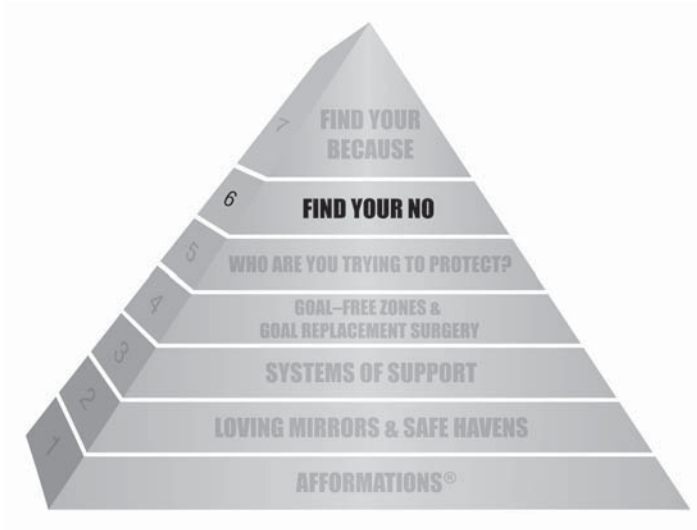 7 FIND YOUR
BECAUSE
6 FIND YOUR NO
5 WHO ARE YOU TRYING TO PROTECT?
4 GOAL–FREE ZONES &
GOAL REPLACEMENT SURGERY
3 SYSTEMS OF SUPPORT
2 LOVING MIRRORS & SAFE HAVENS
1 AFFORMATIONS®